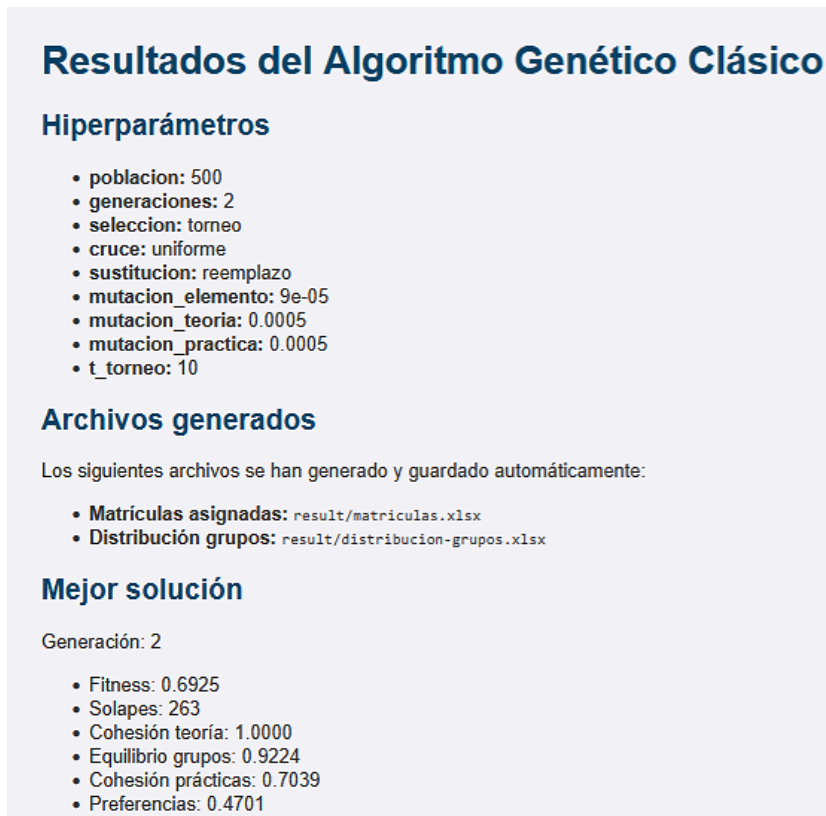 Resultados del Algoritmo Genético Clásico
Hiperparámetros
• poblacion: 500
• generaciones: 2
• seleccion: torneo
• cruce: uniforme
• sustitucion: reemplazo
• mutacion_elemento: 9e-05
• mutacion_teoria: 0.0005
• mutacion_practica: 0.0005
• t_torneo: 10
Archivos generados
Los siguientes archivos se han generado y guardado automáticamente:
• Matrículas asignadas: result/matriculas.xlsx
• Distribución grupos: result/distribucion-grupos.xlsx
Mejor solución
Generación: 2
• Fitness: 0.6925
• Solapes: 263
• Cohesión teoría: 1.0000
• Equilibrio grupos: 0.9224
• Cohesión prácticas: 0.7039
• Preferencias: 0.4701